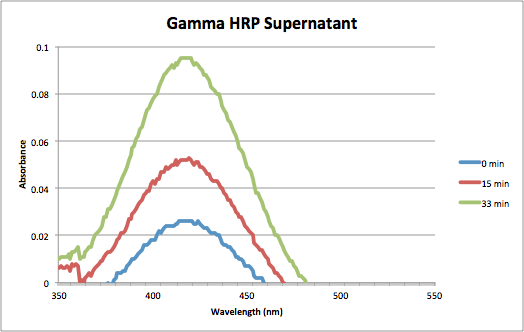 Gamma HRP Supernatant
0.1
0.08
0.06
0.04
0.02
0
Absorbance
350 400 450 500 550
Wavelength (nm)
0 min
15 min
33 min